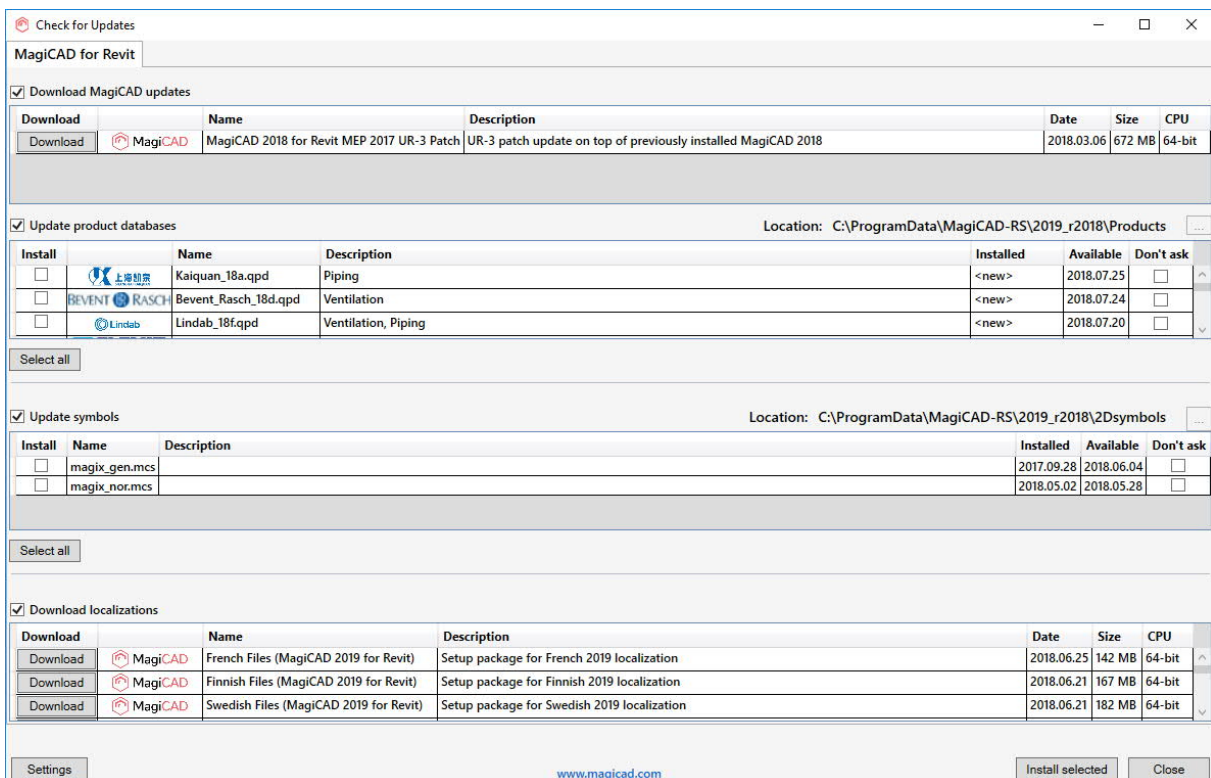 Check for Updates
MagiCAD for Revit
Download MagiCAD updates
Download Name Description Date Size CPU
Download MagiCAD MagiCAD 2018 for Revit MEP 2017 UR-3 Patch UR-3 patch update on top of previously installed MagiCAD 2018 2018.03.06 672 MB 64-bit
Update product databases Location: C:\ProgramData\MagiCAD-RS\2019_r2018\Products ...
Install Name Description Installed Available Don't ask
上海凯泉 Kaiquan_18a.qpd Piping <new> 2018.07.25
BEVENT RASCH Bevent_Rasch_18d.qpd Ventilation <new> 2018.07.24
Lindab Lindab_18f.qpd Ventilation, Piping <new> 2018.07.20
Select all
Update symbols Location: C:\ProgramData\MagiCAD-RS\2019_r2018\2Dsymbols ...
Install Name Description Installed Available Don't ask
magix_gen.mcs 2017.09.28 2018.06.04
magix_nor.mcs 2018.05.02 2018.05.28
Select all
Download localizations
Download Name Description Date Size CPU
Download MagiCAD French Files (MagiCAD 2019 for Revit) Setup package for French 2019 localization 2018.06.25 142 MB 64-bit
Download MagiCAD Finnish Files (MagiCAD 2019 for Revit) Setup package for Finnish 2019 localization 2018.06.21 167 MB 64-bit
Download MagiCAD Swedish Files (MagiCAD 2019 for Revit) Setup package for Swedish 2019 localization 2018.06.21 182 MB 64-bit
Settings www.magicad.com Install selected Close